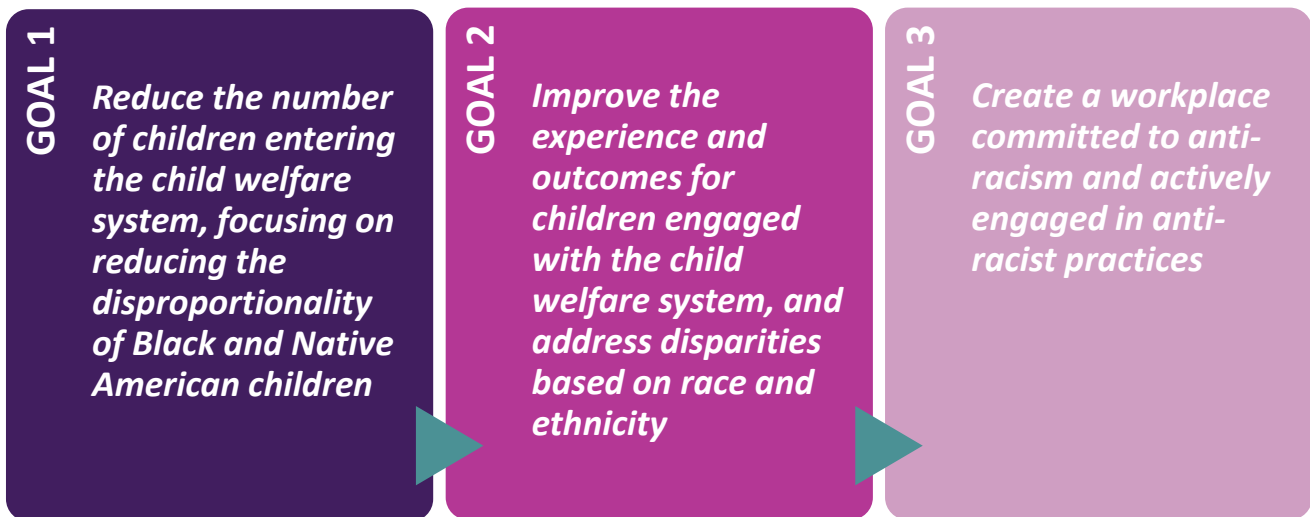 GOAL 1
Reduce the number
of children entering
the child welfare
system, focusing on
reducing the
disproportionality
of Black and Native
American children
GOAL 2
Improve the
experience and
outcomes for
children engaged
with the child
welfare system, and
address disparities
based on race and
ethnicity
GOAL 3
Create a workplace
committed to anti-
racism and actively
engaged in anti-
racist practices